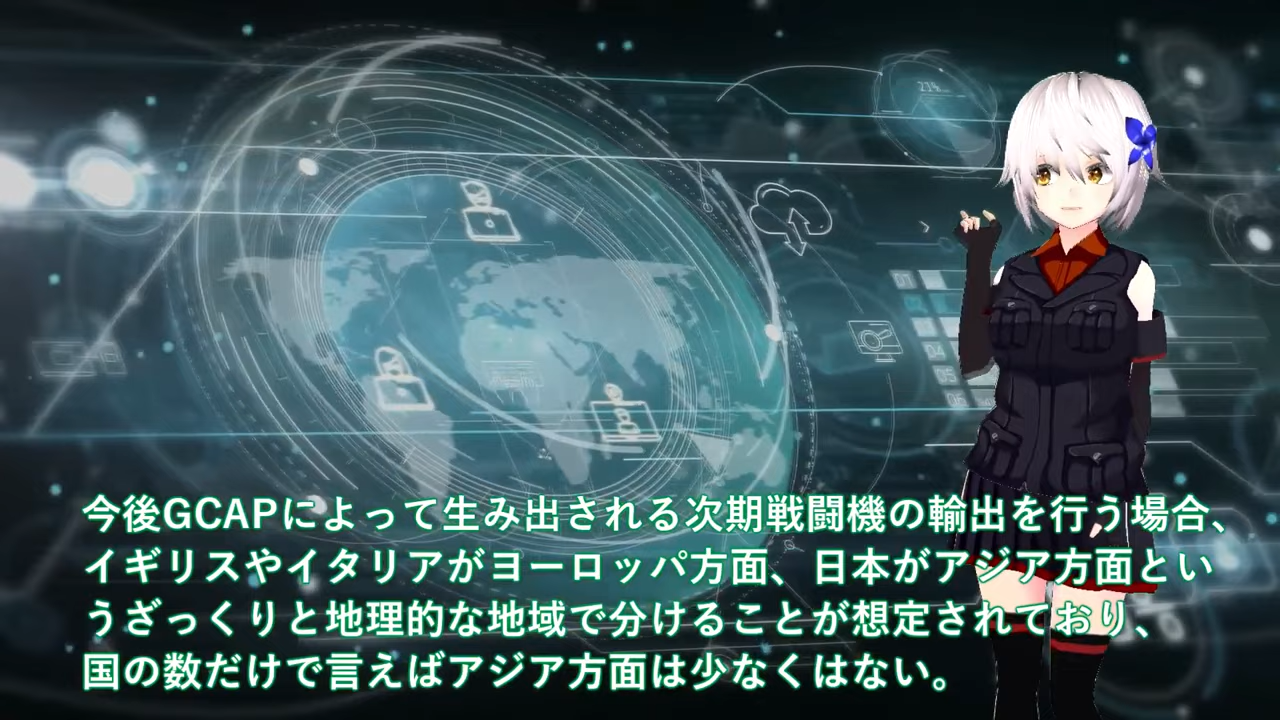 23%
01
04
05
06
今後GCAPによって生み出される次期戦闘機の輸出を行う場合、
イギリスやイタリアがヨーロッパ方面、日本がアジア方面とい
うざっくりと地理的な地域で分けることが想定されており、
国の数だけで言えばアジア方面は少なくはない。